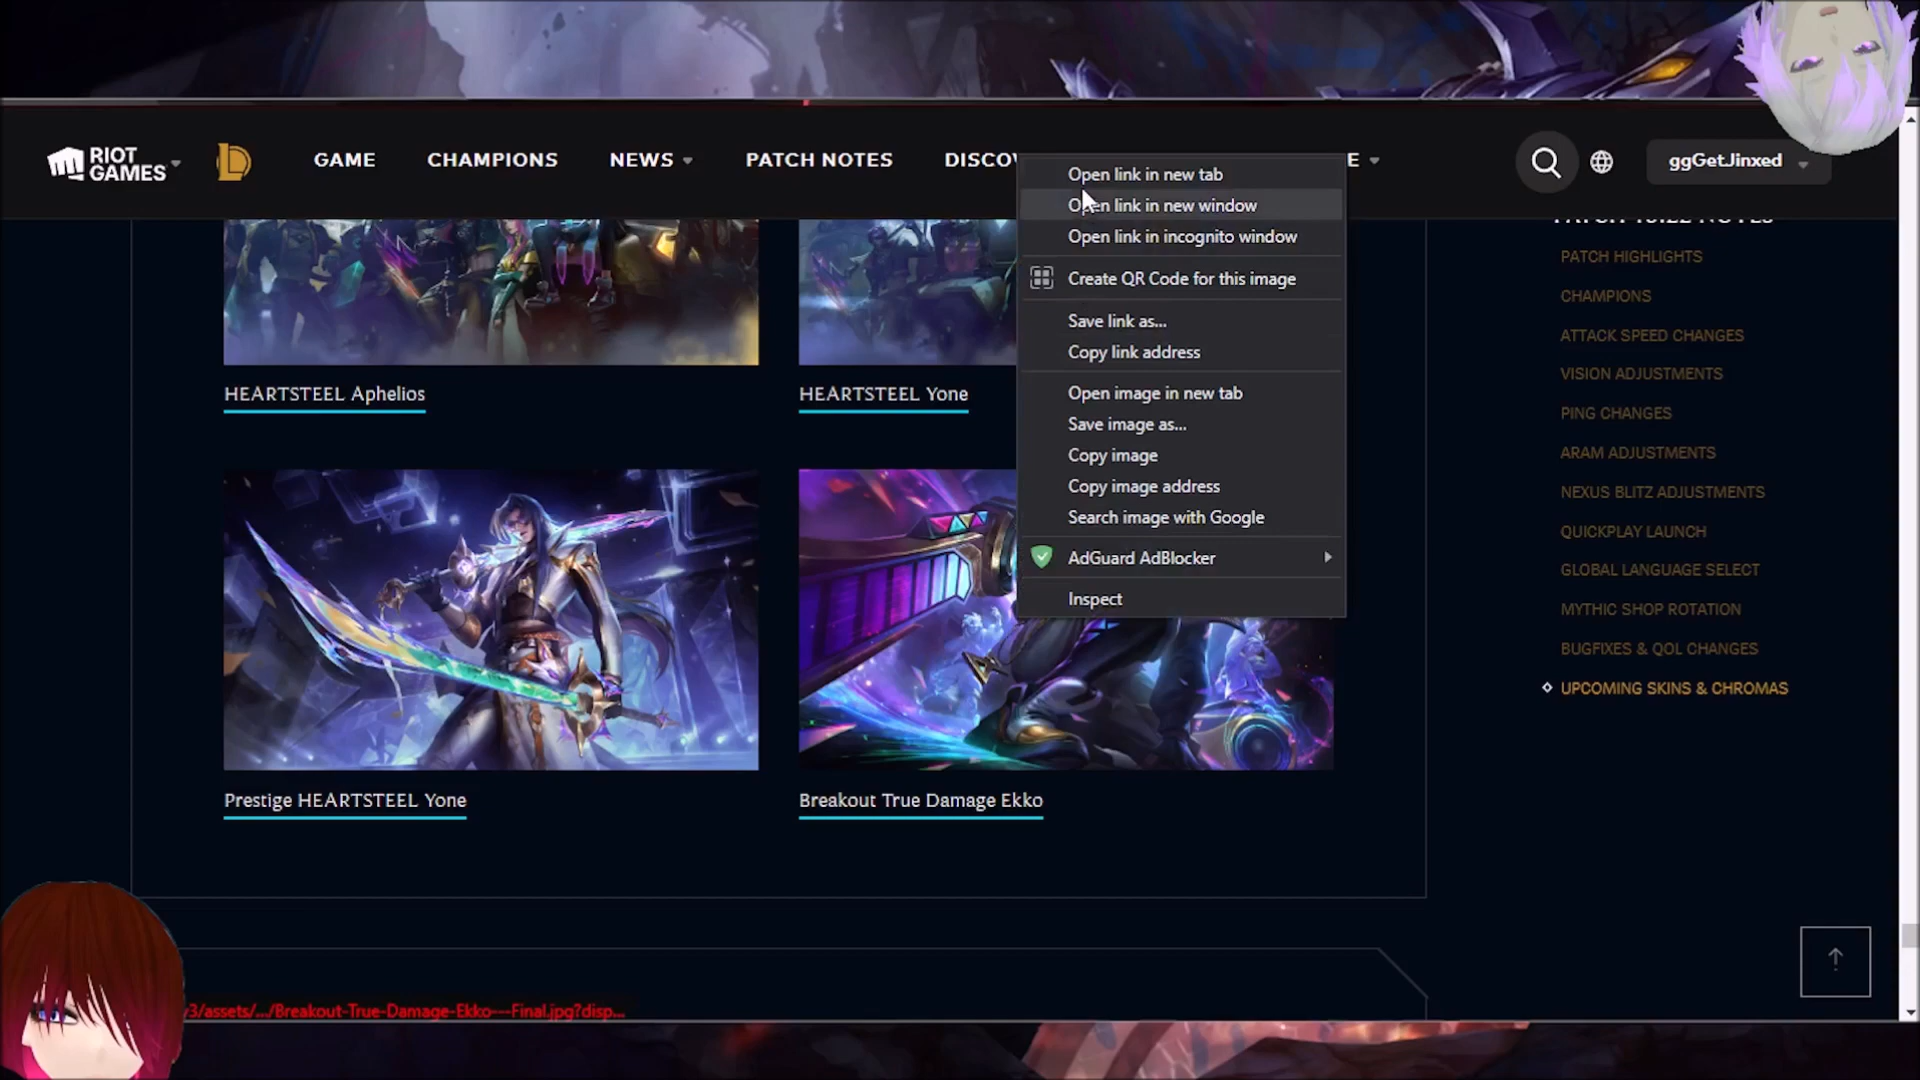 RIOT
GAMES
GAME
CHAMPIONS
NEWS
PATCH NOTES
DISCOV
E
ggGetJinxed
Open link in new tab
Open link in new window
Open link in incognito window
Create QR Code for this image
Save link as...
Copy link address
Open image in new tab
Save image as...
Copy image
Copy image address
Search image with Google
AdGuard AdBlocker
Inspect
HEARTSTEEL Aphelios
HEARTSTEEL Yone
Prestige HEARTSTEEL Yone
Breakout True Damage Ekko
PATCH HIGHLIGHTS
CHAMPIONS
ATTACK SPEED CHANGES
VISION ADJUSTMENTS
PING CHANGES
ARAM ADJUSTMENTS
NEXUS BLITZ ADJUSTMENTS
QUICKPLAY LAUNCH
GLOBAL LANGUAGE SELECT
MYTHIC SHOP ROTATION
BUGFIXES & QOL CHANGES
UPCOMING SKINS & CHROMAS
v3/assets/.../Breakout-True-Damage-Ekko---Final.jpg?disp...